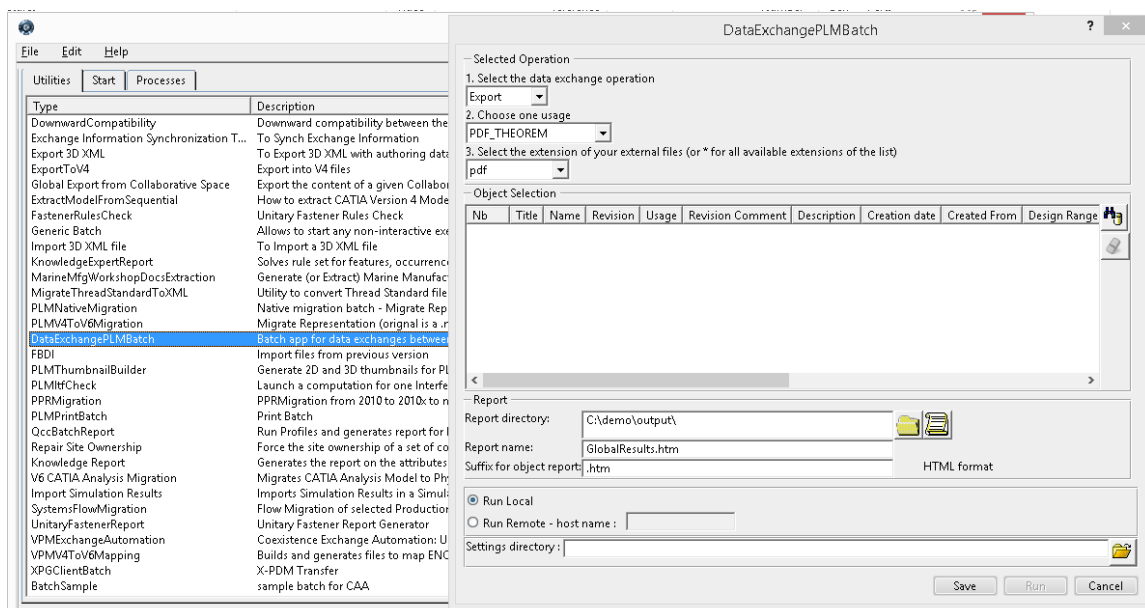 File Edit Help
Utilities Start Processes
Type Description
DownwardCompatibility Downward compatibility between the
Exchange Information Synchronization T... To Synch Exchange Information
Export 3D XML To Export 3D XML with authoring data
ExportToV4 Export into V4 files
Global Export from Collaborative Space Export the content of a given Collabor
ExtractModelFromSequential How to extract CATIA Version 4 Mode
FastenerRulesCheck Unitary Fastener Rules Check
Generic Batch Allows to start any non-interactive exe
Import 3D XML file To Import a 3D XML file
KnowledgeExpertReport Solves rule set for features, occurrenc
MarineMfgWorkshopDocsExtraction Generate (or Extract) Marine Manufac
MigrateThreadStandardToXML Utility to convert Thread Standard file
PLMNativeMigration Native migration batch - Migrate Rep
PLMV4ToV6Migration Migrate Representation (orignal is a .r
DataExchangePLMBatch Batch app for data exchanges betwee
FBDI Import files from previous version
PLMThumbnailBuilder Generate 2D and 3D thumbnails for PL
PLMItfCheck Launch a computation for one Interfe
PPRMigration PPRMigration from 2010 to 2010x to n
PLMPrintBatch Print Batch
QccBatchReport Run Profiles and generates report for l
Repair Site Ownership Force the site ownership of a set of co
Knowledge Report Generates the report on the attributes
V6 CATIA Analysis Migration Migrates CATIA Analysis Model to Ph
Import Simulation Results Imports Simulation Results in a Simula
SystemsFlowMigration Flow Migration of selected Production
UnitaryFastenerReport Unitary Fastener Report Generator
VPMExchangeAutomation Coexistence Exchange Automation: U
VPMV4ToV6Mapping Builds and generates files to map ENO
XPGClientBatch X-PDM Transfer
BatchSample sample batch for CAA
DataExchangePLMBatch ? ×
Selected Operation
1. Select the data exchange operation
Export
2. Choose one usage
PDF_THEOREM
3. Select the extension of your external files (or * for all available extensions of the list)
pdf
Object Selection
Nb Title Name Revision Usage Revision Comment Description Creation date Created From Design Range
Report
Report directory: C:\demo\output\
Report name: GlobalResults.htm
Suffix for object report: .htm HTML format
Run Local
Run Remote - host name :
Settings directory :
Save Run Cancel